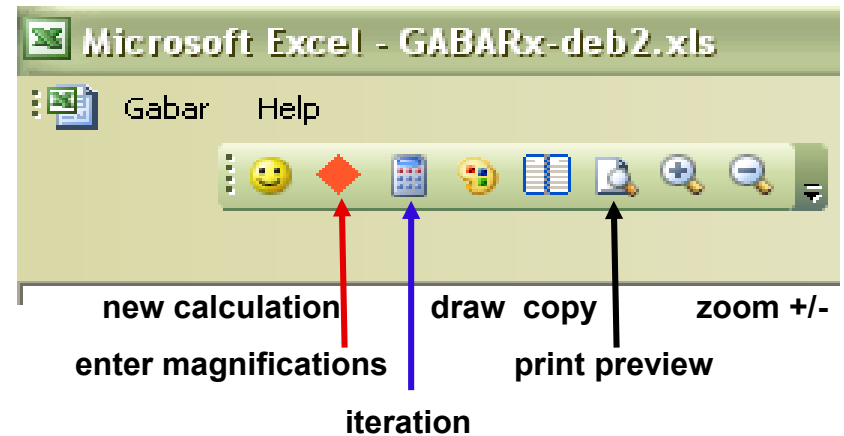 Microsoft Excel - GABARx-deb2.xls
Gabar Help
new calculation draw copy zoom +/-
enter magnifications print preview
iteration